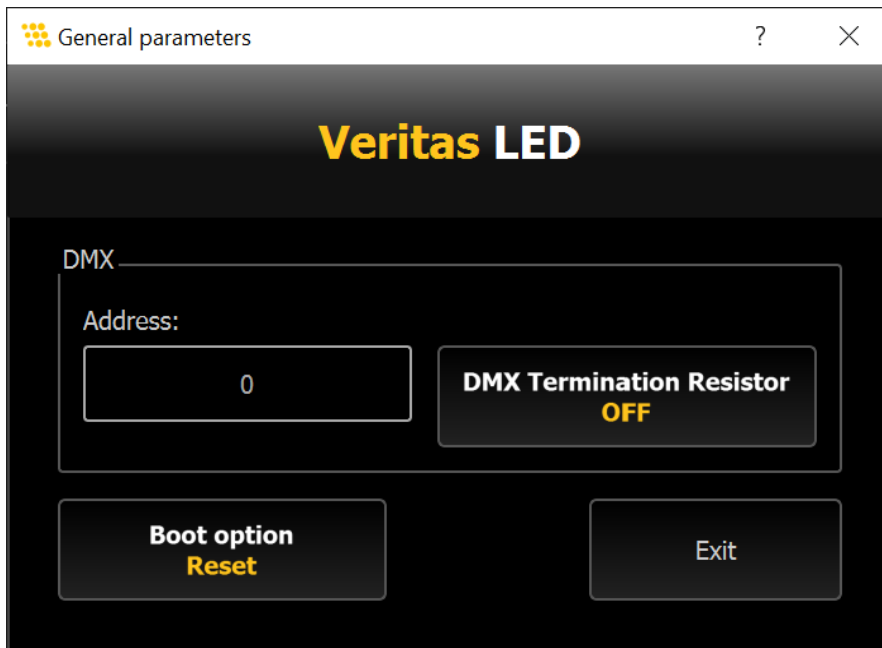 General parameters
?
Veritas LED
DMX
Address:
0
DMX Termination Resistor
OFF
Boot option
Reset
Exit